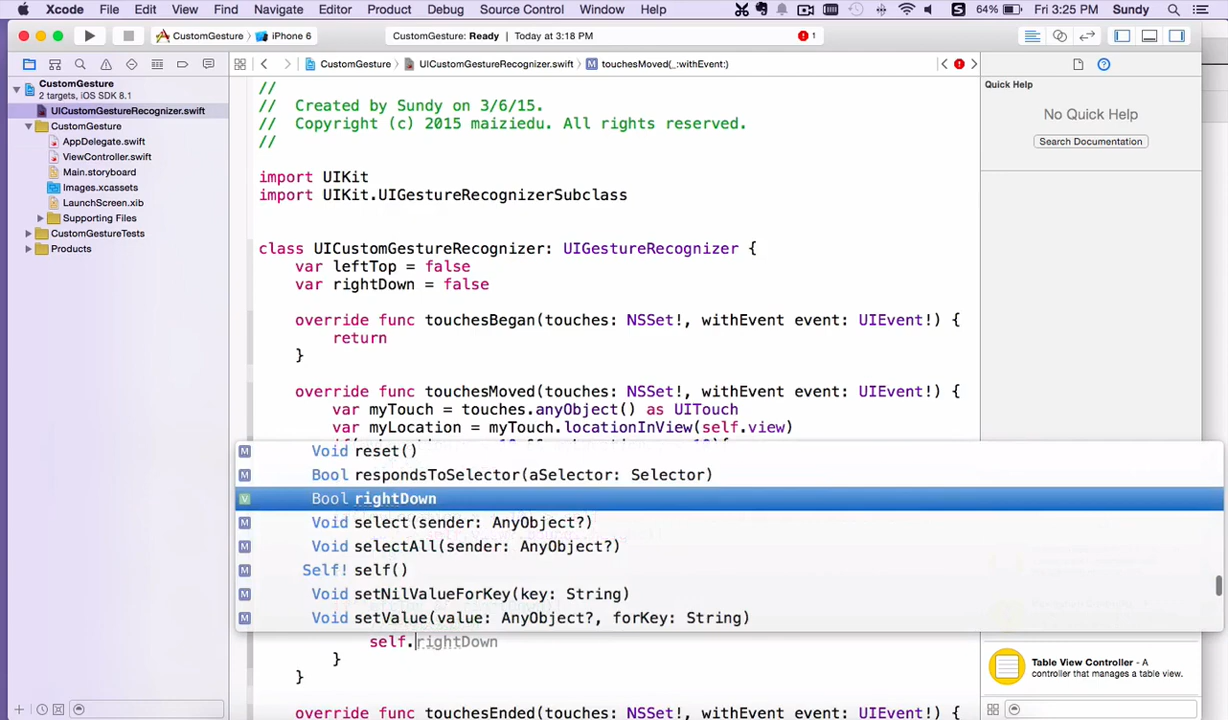 Xcode File Edit View Find Navigate Editor Product Debug Source Control Window Help 64% Fri 3:25 PM Sundy
CustomGesture iPhone 6 CustomGesture: Ready Today at 3:18 PM 1
CustomGesture UICustomGestureRecognizer.swift M touchesMoved(_:withEvent:)
CustomGesture
2 targets, iOS SDK 8.1
UICustomGestureRecognizer.swift
CustomGesture
AppDelegate.swift
ViewController.swift
Main.storyboard
Images.xcassets
LaunchScreen.xib
Supporting Files
CustomGestureTests
Products
//
// Created by Sundy on 3/6/15.
// Copyright (c) 2015 maiziedu. All rights reserved.
//
import UIKit
import UIKit.UIGestureRecognizerSubclass
class UICustomGestureRecognizer: UIGestureRecognizer {
var leftTop = false
var rightDown = false
override func touchesBegan(touches: NSSet!, withEvent event: UIEvent!) {
return
}
override func touchesMoved(touches: NSSet!, withEvent event: UIEvent!) {
var myTouch = touches.anyObject() as UITouch
var myLocation = myTouch.locationInView(self.view)
M Void reset()
M Bool respondsToSelector(aSelector: Selector)
V Bool rightDown
M Void select(sender: AnyObject?)
M Void selectAll(sender: AnyObject?)
M Self! self()
M Void setNilValueForKey(key: String)
M Void setValue(value: AnyObject?, forKey: String)
self.rightDown
}
}
override func touchesEnded(touches: NSSet!, withEvent event: UIEvent!) {
Quick Help
No Quick Help
Search Documentation
Table View Controller - A
controller that manages a table view.